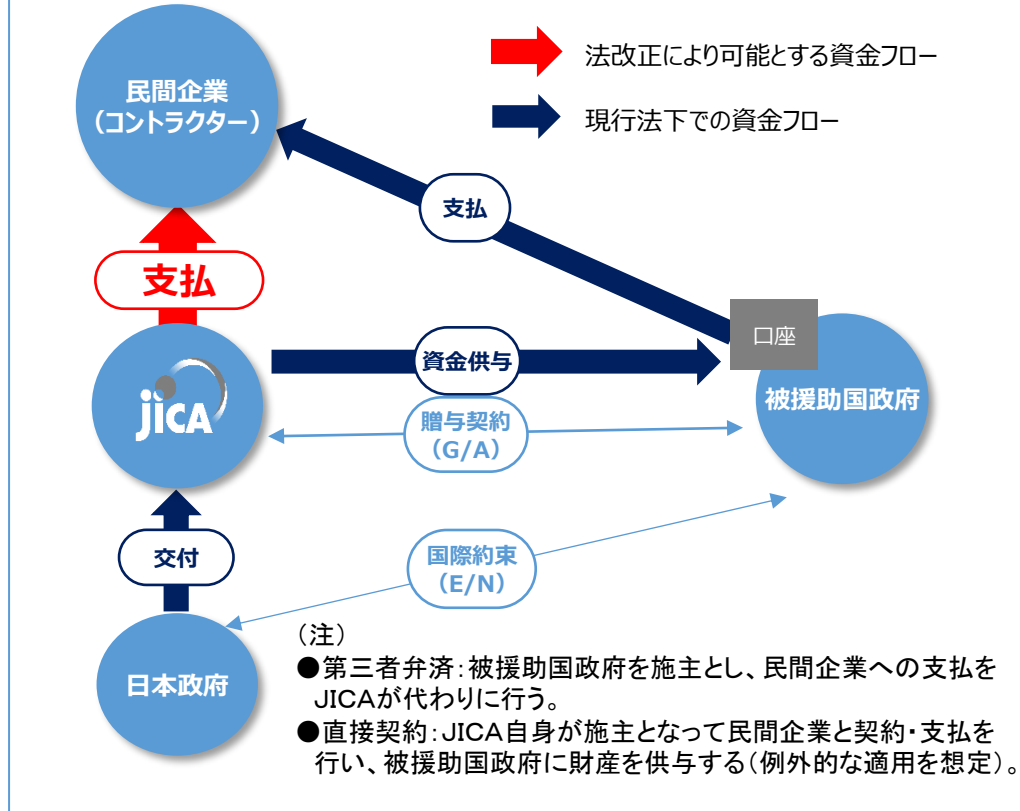 民間企業
（コントラクター）
法改正により可能とする資金フロー
現行法下での資金フロー
支払
支払
口座
資金供与
被援助国政府
jICA
贈与契約
（G/A）
交付
国際約束
（E/N）
日本政府
（注）
●第三者弁済：被援助国政府を施主とし、民間企業への支払を
JICAが代わりに行う。
●直接契約：JICA自身が施主となって民間企業と契約・支払を
行い、被援助国政府に財産を供与する（例外的な適用を想定）。